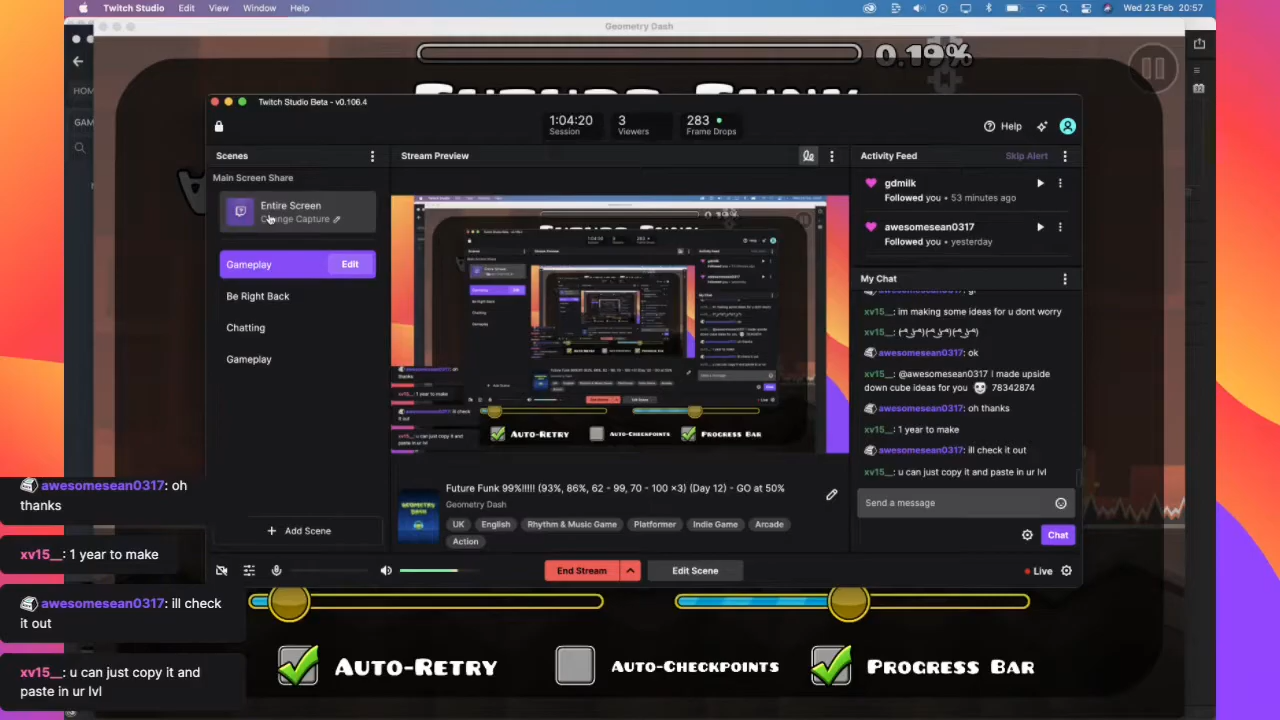 Twitch Studio Edit View Window Help
Wed 23 Feb 20:57
Geometry Dash
0.19%
HOM
GAM
Twitch Studio Beta - v0.106.4
1:04:20
Session
3
Viewers
283
Frame Drops
Help
Scenes
Stream Preview
Activity Feed
Skip Alert
Main Screen Share
Entire Screen
Change Capture
gdmilk
Followed you • 53 minutes ago
awesomesean0317
Followed you • yesterday
Gameplay
Edit
Be Right Back
Chatting
Gameplay
Add Scene
My Chat
xv15__: im making some ideas for u dont worry
awesomesean0317: ok
xv15__: @awesomesean0317 I made upside
down cube ideas for you 78342874
awesomesean0317: oh thanks
xv15__: 1 year to make
awesomesean0317: ill check it out
xv15__: u can just copy it and paste in ur lvl
Send a message
Chat
Future Funk 99%!!!!! (93%, 86%, 62 - 99, 70 - 100 ×3) (Day 12) - GO at 50%
Geometry Dash
UK English Rhythm & Music Game Platformer Indie Game Arcade
Action
End Stream
Edit Scene
Live
awesomesean0317: oh
thanks
xv15__: 1 year to make
awesomesean0317: ill check
it out
xv15__: u can just copy it and
paste in ur lvl
Auto-Retry
Auto-Checkpoints
Progress Bar